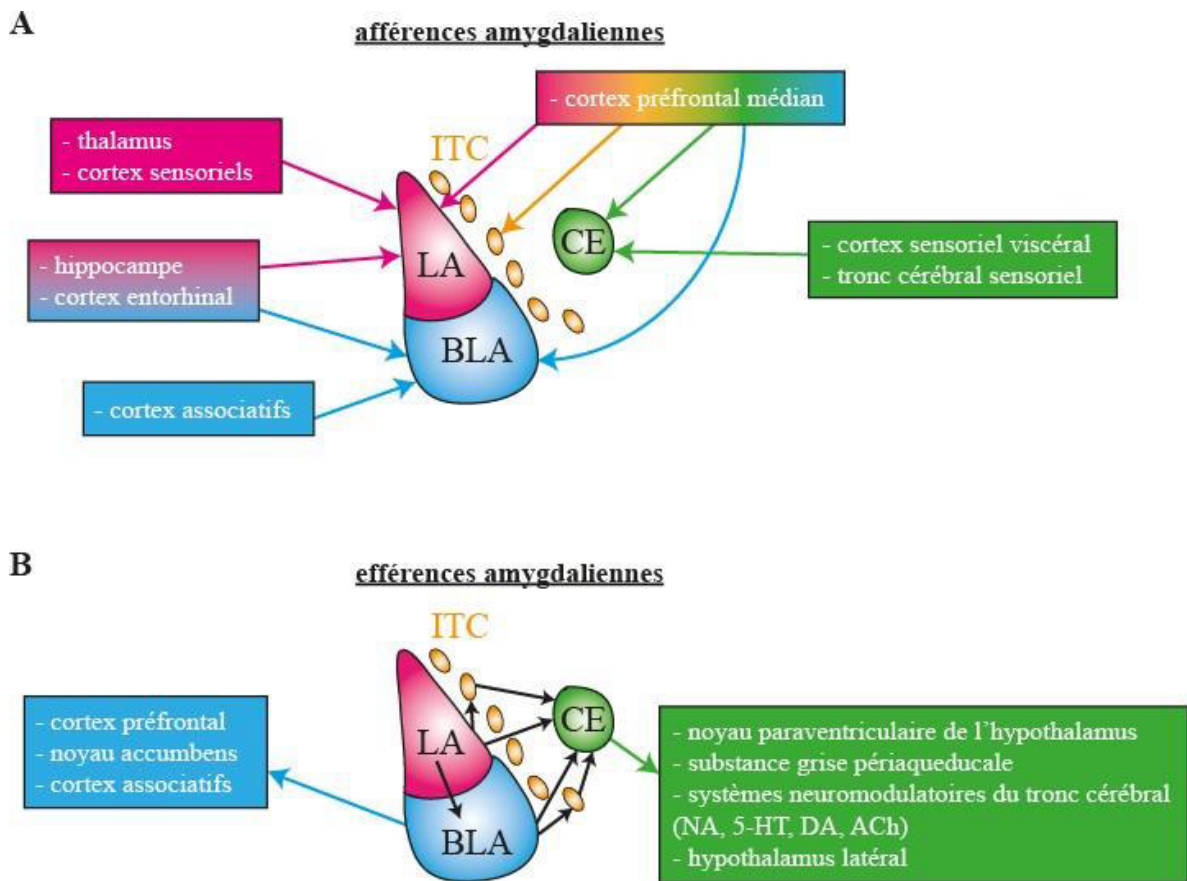 A
afférences amygdaliennes
- cortex préfrontal médian
- thalamus
- cortex sensoriels
ITC
- hippocampe
- cortex entorhinal
LA
CE
- cortex sensoriel viscéral
- tronc cérébral sensoriel
BLA
- cortex associatifs
B
efférences amygdaliennes
ITC
- cortex préfrontal
- noyau accumbens
- cortex associatifs
LA
CE
BLA
- noyau paraventriculaire de l'hypothalamus
- substance grise périaqueducale
- systèmes neuromodulatoires du tronc cérébral
(NA, 5-HT, DA, ACh)
- hypothalamus latéral